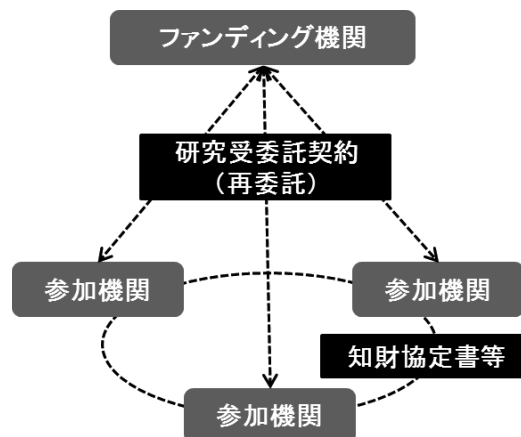 ファンディング機関
研究受委託契約
（再委託）
参加機関
参加機関
知財協定書等
参加機関